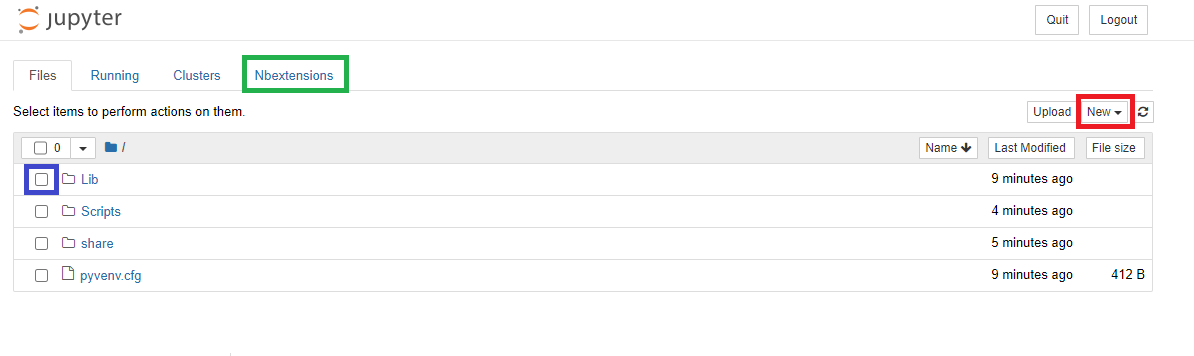 jupyter Quit Logout
Files Running Clusters Nbextensions
Select items to perform actions on them. Upload New
0 / Name Last Modified File size
Lib 9 minutes ago
Scripts 4 minutes ago
share 5 minutes ago
pyvenv.cfg 9 minutes ago 412 B